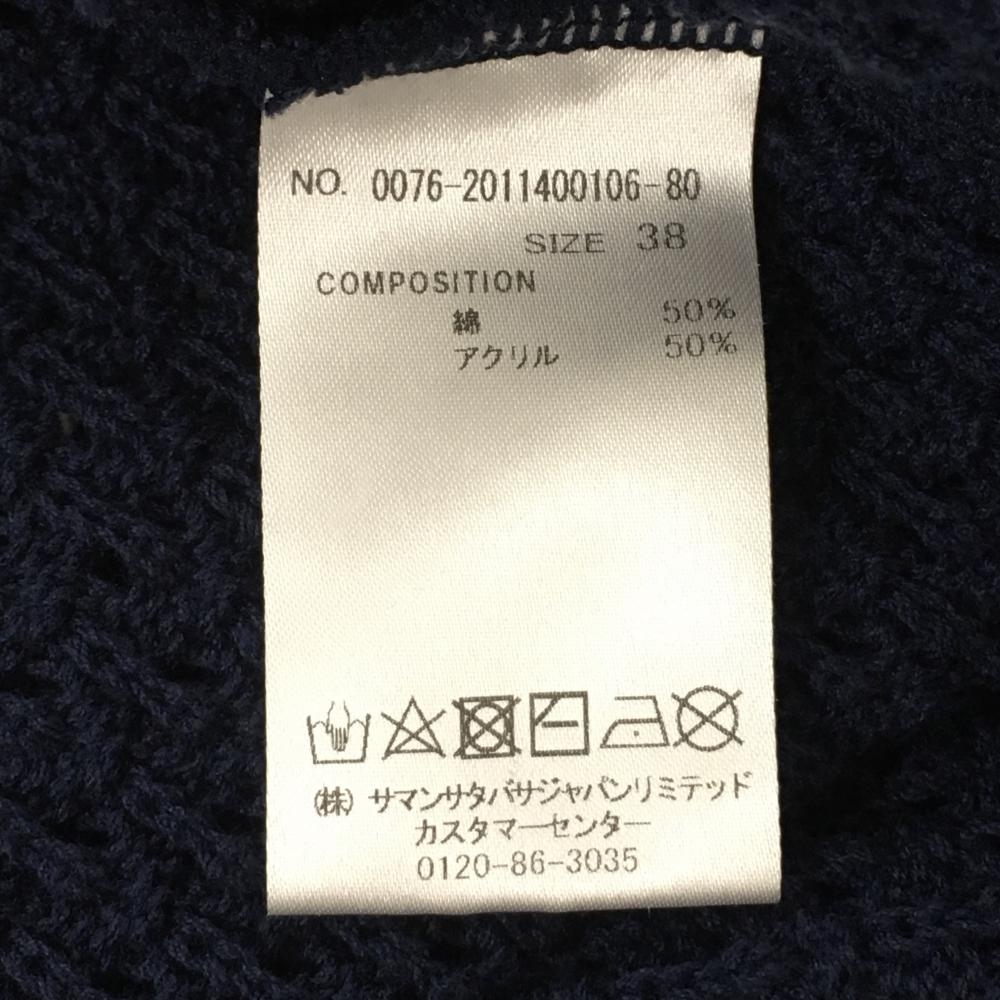 NO. 0076-2011400106-80
SIZE 38
COMPOSITION
綿 50%
アクリル 50%
㈱ サマンサタバサジャパンリミテッド
カスタマーセンター
0120-86-3035